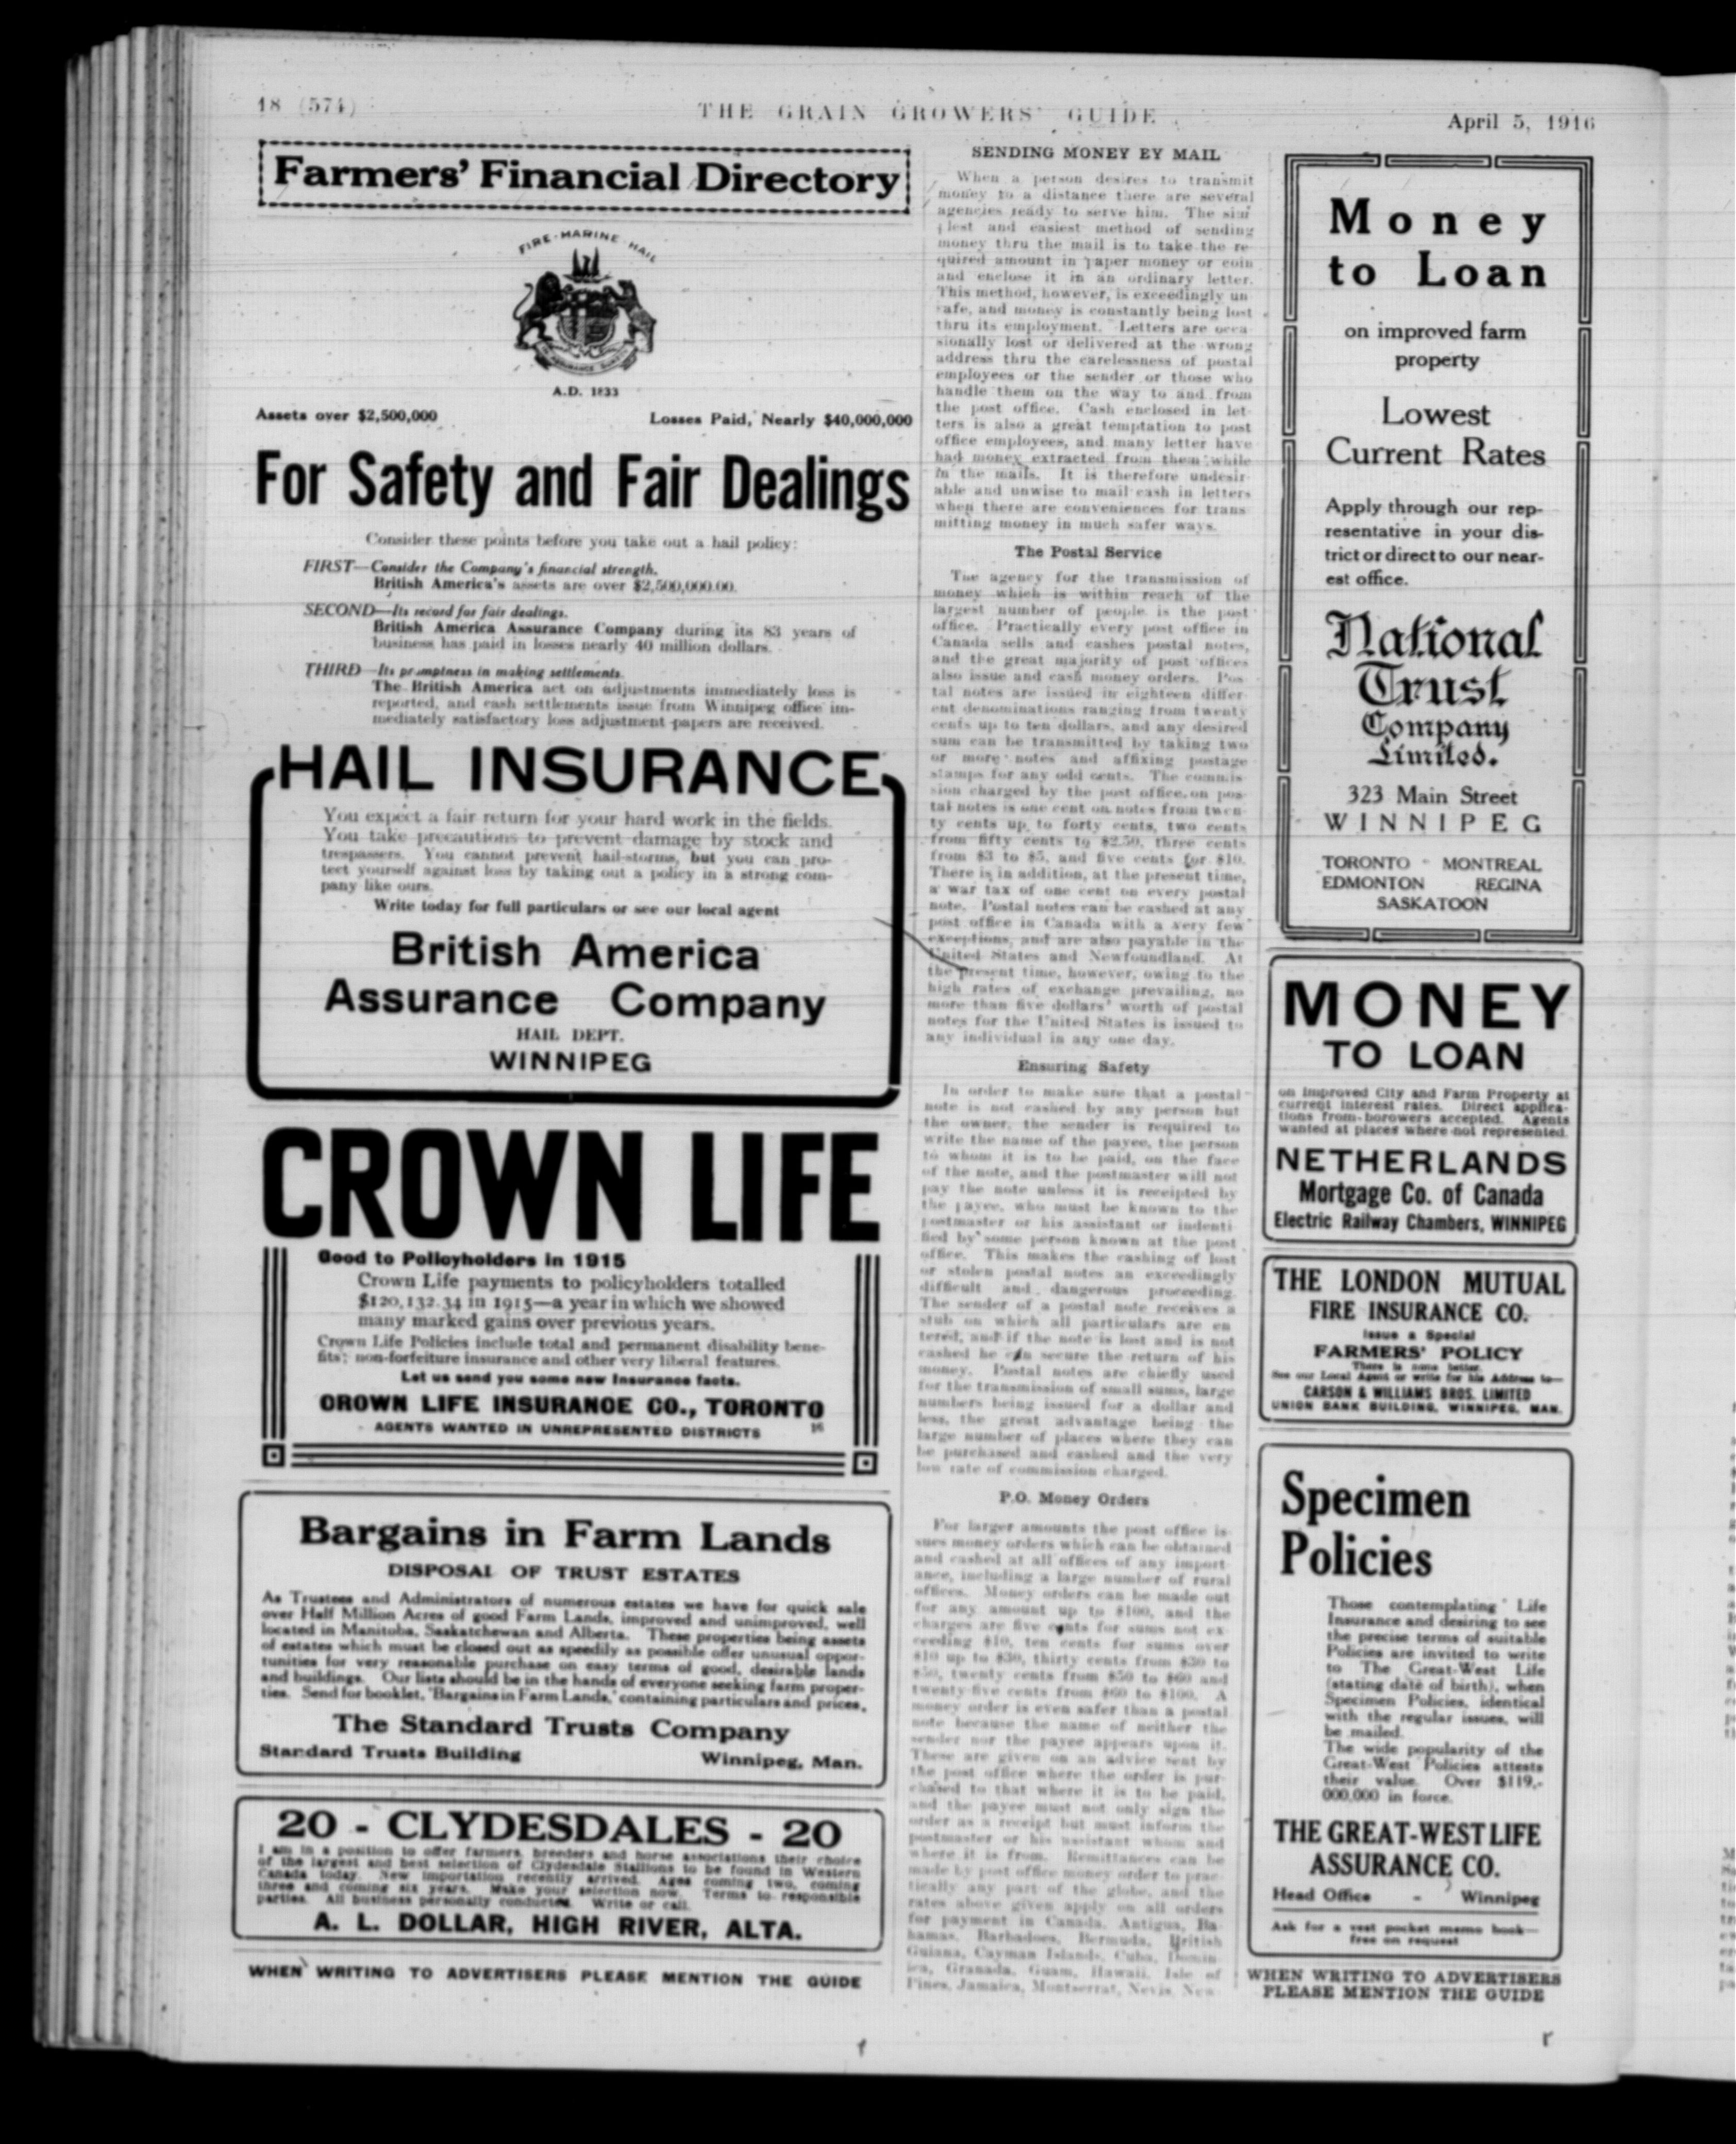 18 (574)
THE GRAIN GROWERS' GUIDE
April 5, 1916
Farmers' Financial Directory
FIRE-MARINE-HAIL
A.D. 1833
Assets over $2,500,000
Losses Paid, Nearly $40,000,000
For Safety and Fair Dealings
Consider these points before you take out a hail policy:
FIRST—Consider the Company's financial strength.
British America's assets are over $2,500,000.00.
SECOND—Its record for fair dealings.
British America Assurance Company during its 83 years of
business has paid in losses nearly 40 million dollars.
THIRD—Its promptness in making settlements.
The British America act on adjustments immediately loss is
reported, and cash settlements issue from Winnipeg office im-
mediately satisfactory loss adjustment papers are received.
HAIL INSURANCE
You expect a fair return for your hard work in the fields.
You take precautions to prevent damage by stock and
trespassers. You cannot prevent hail-storms, but you can pro-
tect yourself against loss by taking out a policy in a strong com-
pany like ours.
Write today for full particulars or see our local agent
British America
Assurance Company
HAIL DEPT.
WINNIPEG
CROWN LIFE
Good to Policyholders in 1915
Crown Life payments to policyholders totalled
$120,132.34 in 1915—a year in which we showed
many marked gains over previous years.
Crown Life Policies include total and permanent disability bene-
fits; non-forfeiture insurance and other very liberal features.
Let us send you some new Insurance facts.
CROWN LIFE INSURANCE CO., TORONTO
AGENTS WANTED IN UNREPRESENTED DISTRICTS 16
Bargains in Farm Lands
DISPOSAL OF TRUST ESTATES
As Trustees and Administrators of numerous estates we have for quick sale
over Half Million Acres of good Farm Lands, improved and unimproved, well
located in Manitoba, Saskatchewan and Alberta. These properties being assets
of estates which must be closed out as speedily as possible offer unusual oppor-
tunities for very reasonable purchase on easy terms of good, desirable lands
and buildings. Our lists should be in the hands of everyone seeking farm proper-
ties. Send for booklet, 'Bargains in Farm Lands,' containing particulars and prices.
The Standard Trusts Company
Standard Trusts Building
Winnipeg, Man.
20 - CLYDESDALES - 20
I am in a position to offer farmers, breeders and horse associations their choice
of the largest and best selection of Clydesdale Stallions to be found in Western
Canada today. New importation recently arrived. Ages coming two, coming
three and coming six years. Make your selection now. Terms to responsible
parties. All business personally conducted. Write or call.
A. L. DOLLAR, HIGH RIVER, ALTA.
WHEN WRITING TO ADVERTISERS PLEASE MENTION THE GUIDE
SENDING MONEY BY MAIL
When a person desires to transmit
money to a distance there are several
agencies ready to serve him. The sim
plest and easiest method of sending
money thru the mail is to take the re-
quired amount in paper money or coin
and enclose it in an ordinary letter.
This method, however, is exceedingly un
safe, and money is constantly being lost
thru its employment. Letters are occa
sionally lost or delivered at the wrong
address thru the carelessness of postal
employees or the sender or those who
handle them on the way to and from
the post office. Cash enclosed in let-
ters is also a great temptation to post
office employees, and many letter have
had money extracted from them while
in the mails. It is therefore undesir-
able and unwise to mail cash in letters
when there are conveniences for trans
mitting money in much safer ways.
The Postal Service
The agency for the transmission of
money which is within reach of the
largest number of people is the post
office. Practically every post office in
Canada sells and cashes postal notes,
and the great majority of post offices
also issue and cash money orders. Pos
tal notes are issued in eighteen differ
ent denominations ranging from twenty
cents up to ten dollars, and any desired
sum can be transmitted by taking two
or more notes and affixing postage
stamps for any odd cents. The commis-
sion charged by the post office on pos-
tal notes is one cent on notes from twen-
ty cents up to forty cents, two cents
from fifty cents to $2.50, three cents
from $3 to $5, and five cents for $10.
There is in addition, at the present time,
a war tax of one cent on every postal
note. Postal notes can be cashed at any
post office in Canada with a very few
exceptions, and are also payable in the
United States and Newfoundland. At
the present time, however, owing to the
high rates of exchange prevailing, no
more than five dollars' worth of postal
notes for the United States is issued to
any individual in any one day.
Ensuring Safety
In order to make sure that a postal
note is not cashed by any person but
the owner, the sender is required to
write the name of the payee, the person
to whom it is to be paid, on the face
of the note, and the postmaster will not
pay the note unless it is receipted by
the payee, who must be known to the
postmaster or his assistant or indenti
fied by some person known at the post
office. This makes the cashing of lost
or stolen postal notes an exceedingly
difficult and dangerous proceeding.
The sender of a postal note receives a
stub on which all particulars are en
tered, and if the note is lost and is not
cashed he can secure the return of his
money. Postal notes are chiefly used
for the transmission of small sums, large
numbers being issued for a dollar and
less, the great advantage being the
large number of places where they can
be purchased and cashed and the very
low rate of commission charged.
P.O. Money Orders
For larger amounts the post office is-
sues money orders which can be obtained
and cashed at all offices of any import-
ance, including a large number of rural
offices. Money orders can be made out
for any amount up to $100, and the
charges are five cents for sums not ex-
ceeding $10, ten cents for sums over
$10 up to $30, thirty cents from $30 to
$50, twenty cents from $50 to $60 and
twenty-five cents from $60 to $100. A
money order is even safer than a postal
note because the name of neither the
sender nor the payee appears upon it.
These are given on an advice sent by
the post office where the order is pur-
chased to that where it is to be paid,
and the payee must not only sign the
order as a receipt but must inform the
postmaster or his assistant whom and
where it is from. Remittances can be
made by post office money order to prac-
tically any part of the globe, and the
rates above given apply on all orders
for payment in Canada, Antigua, Ba-
hamas, Barbadoes, Bermuda, British
Guiana, Cayman Islands, Cuba, Domin-
ica, Granada, Guam, Hawaii, Isle of
Pines, Jamaica, Montserrat, Nevis, New
Money
to Loan
on improved farm
property
Lowest
Current Rates
Apply through our rep-
resentative in your dis-
trict or direct to our near-
est office.
National
Trust
Company
Limited.
323 Main Street
WINNIPEG
TORONTO - MONTREAL
EDMONTON REGINA
SASKATOON
MONEY
TO LOAN
on Improved City and Farm Property at
current interest rates. Direct applica-
tions from borowers accepted. Agents
wanted at places where not represented.
NETHERLANDS
Mortgage Co. of Canada
Electric Railway Chambers, WINNIPEG
THE LONDON MUTUAL
FIRE INSURANCE CO.
Issue a Special
FARMERS' POLICY
There is none better.
See our Local Agent or write for his Address to—
CARSON & WILLIAMS BROS. LIMITED
UNION BANK BUILDING, WINNIPEG, MAN.
Specimen
Policies
Those contemplating Life
Insurance and desiring to see
the precise terms of suitable
Policies are invited to write
to The Great-West Life
(stating date of birth), when
Specimen Policies, identical
with the regular issues, will
be mailed.
The wide popularity of the
Great-West Policies attests
their value. Over $119,-
000,000 in force.
THE GREAT-WEST LIFE
ASSURANCE CO.
Head Office - Winnipeg
Ask for a vest pocket memo book—
free on request
WHEN WRITING TO ADVERTISERS
PLEASE MENTION THE GUIDE